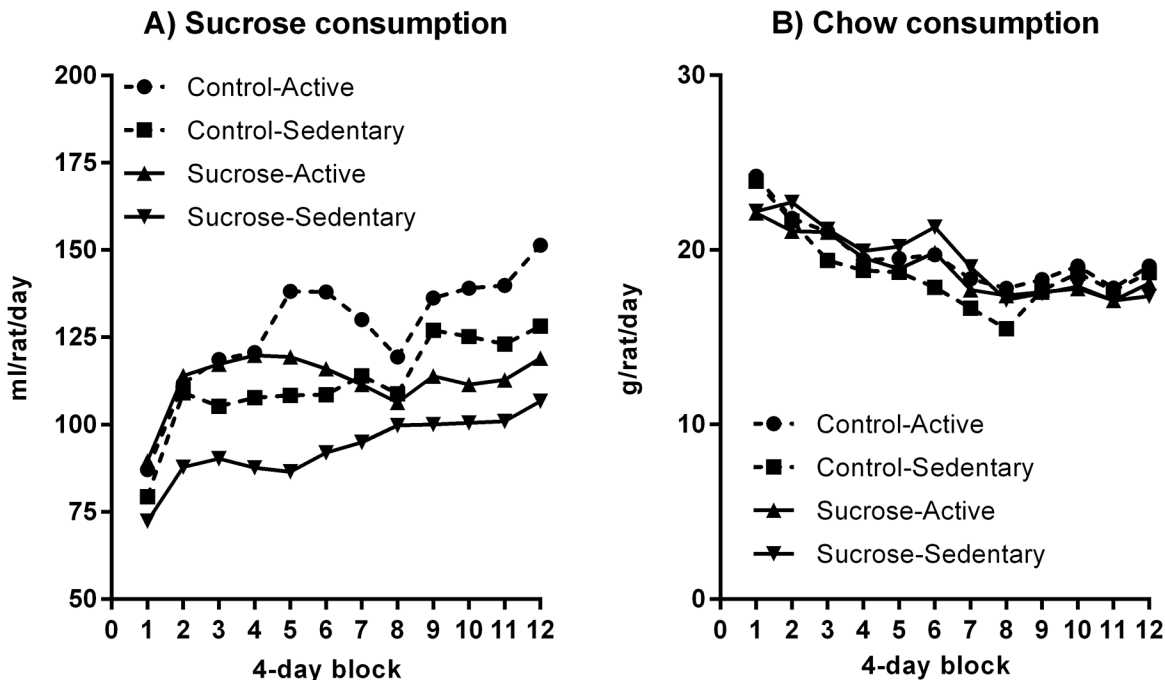 A) Sucrose consumption
200
175
150
125
100
75
50
ml/rat/day
Control-Active
Control-Sedentary
Sucrose-Active
Sucrose-Sedentary
0 1 2 3 4 5 6 7 8 9 10 11 12
4-day block
B) Chow consumption
30
20
10
0
g/rat/day
Control-Active
Control-Sedentary
Sucrose-Active
Sucrose-Sedentary
0 1 2 3 4 5 6 7 8 9 10 11 12
4-day block